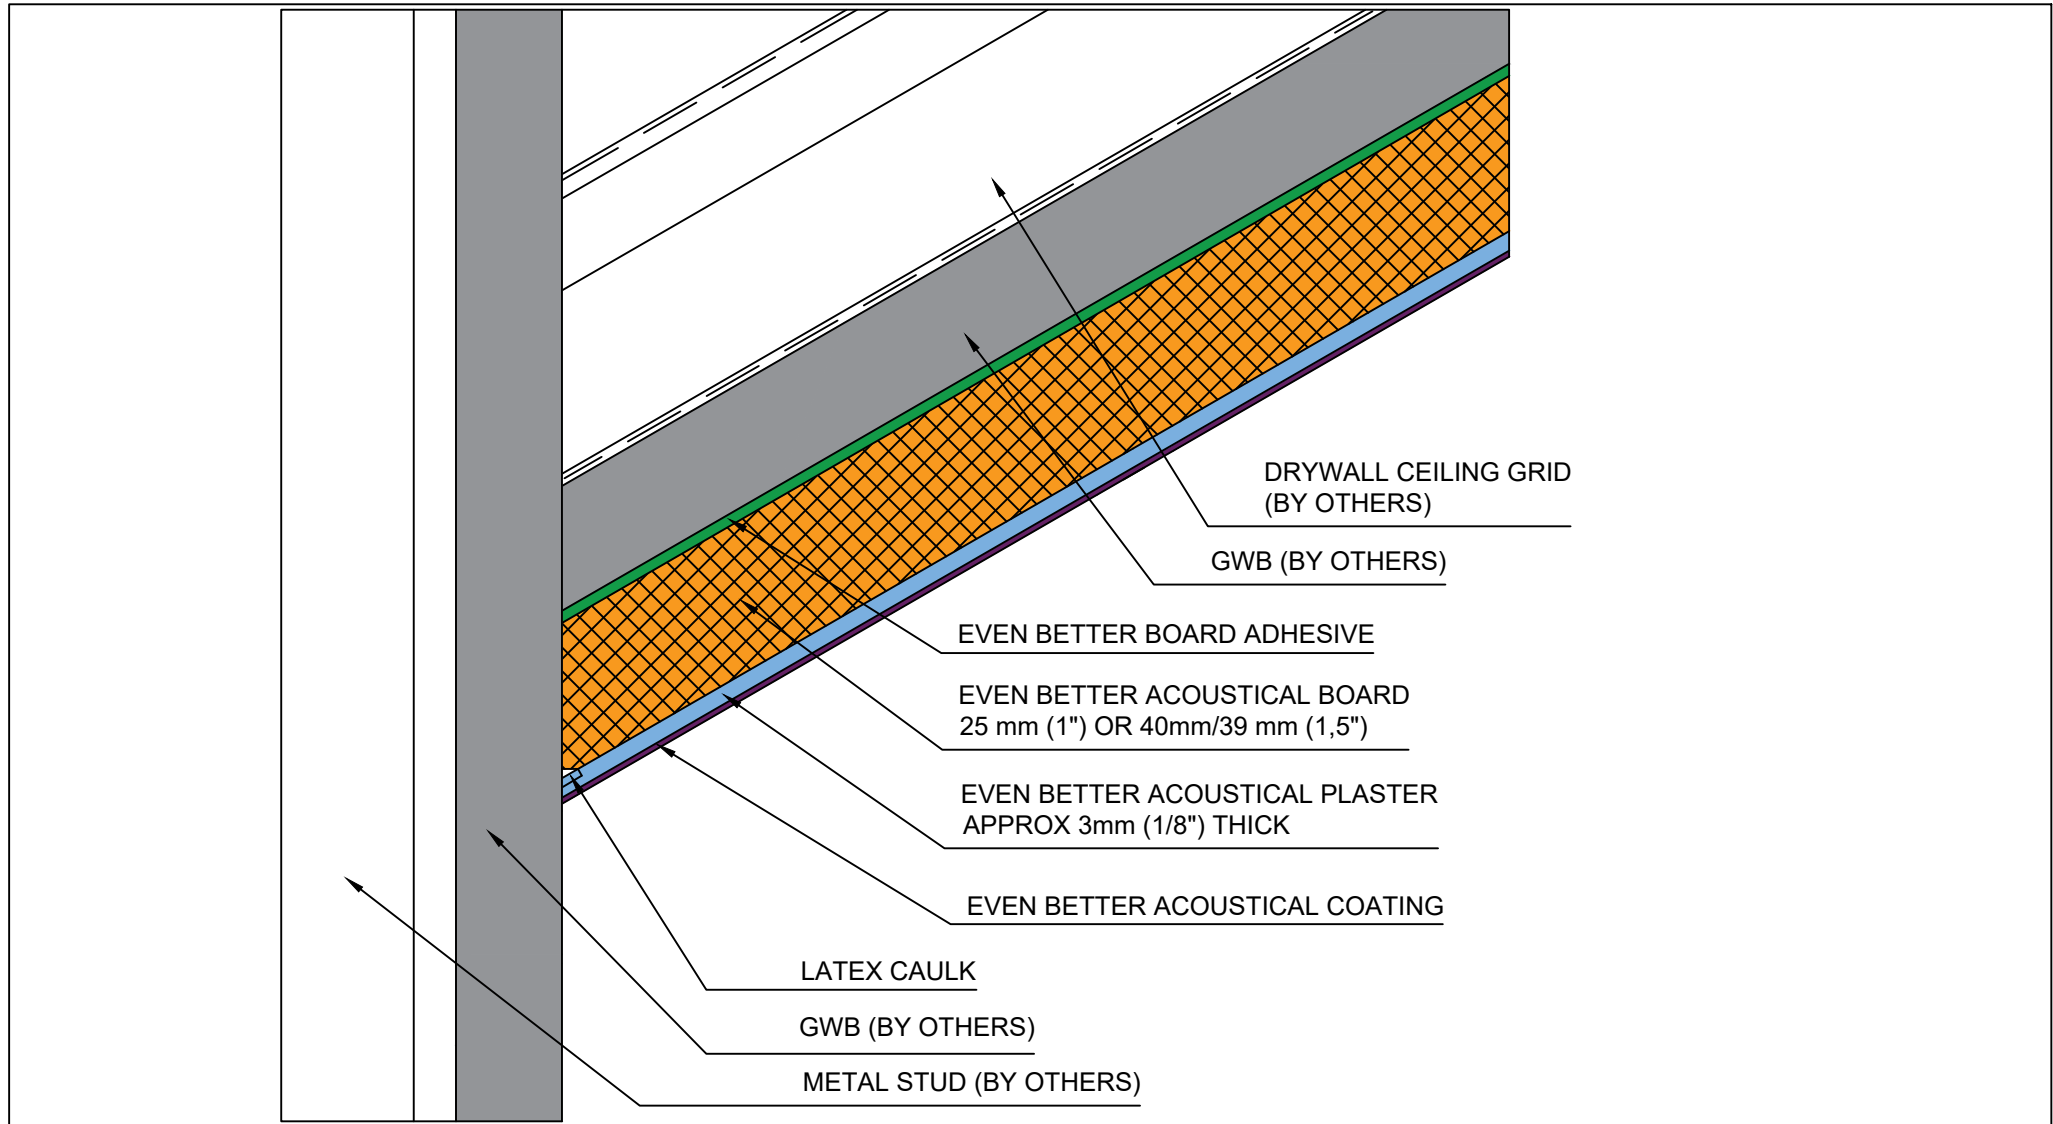 DRYWALL CEILING GRID
(BY OTHERS)
GWB (BY OTHERS)
EVEN BETTER BOARD ADHESIVE
EVEN BETTER ACOUSTICAL BOARD
25 mm (1") OR 40mm/39 mm (1,5")
EVEN BETTER ACOUSTICAL PLASTER
APPROX 3mm (1/8") THICK
EVEN BETTER ACOUSTICAL COATING
LATEX CAULK
GWB (BY OTHERS)
METAL STUD (BY OTHERS)